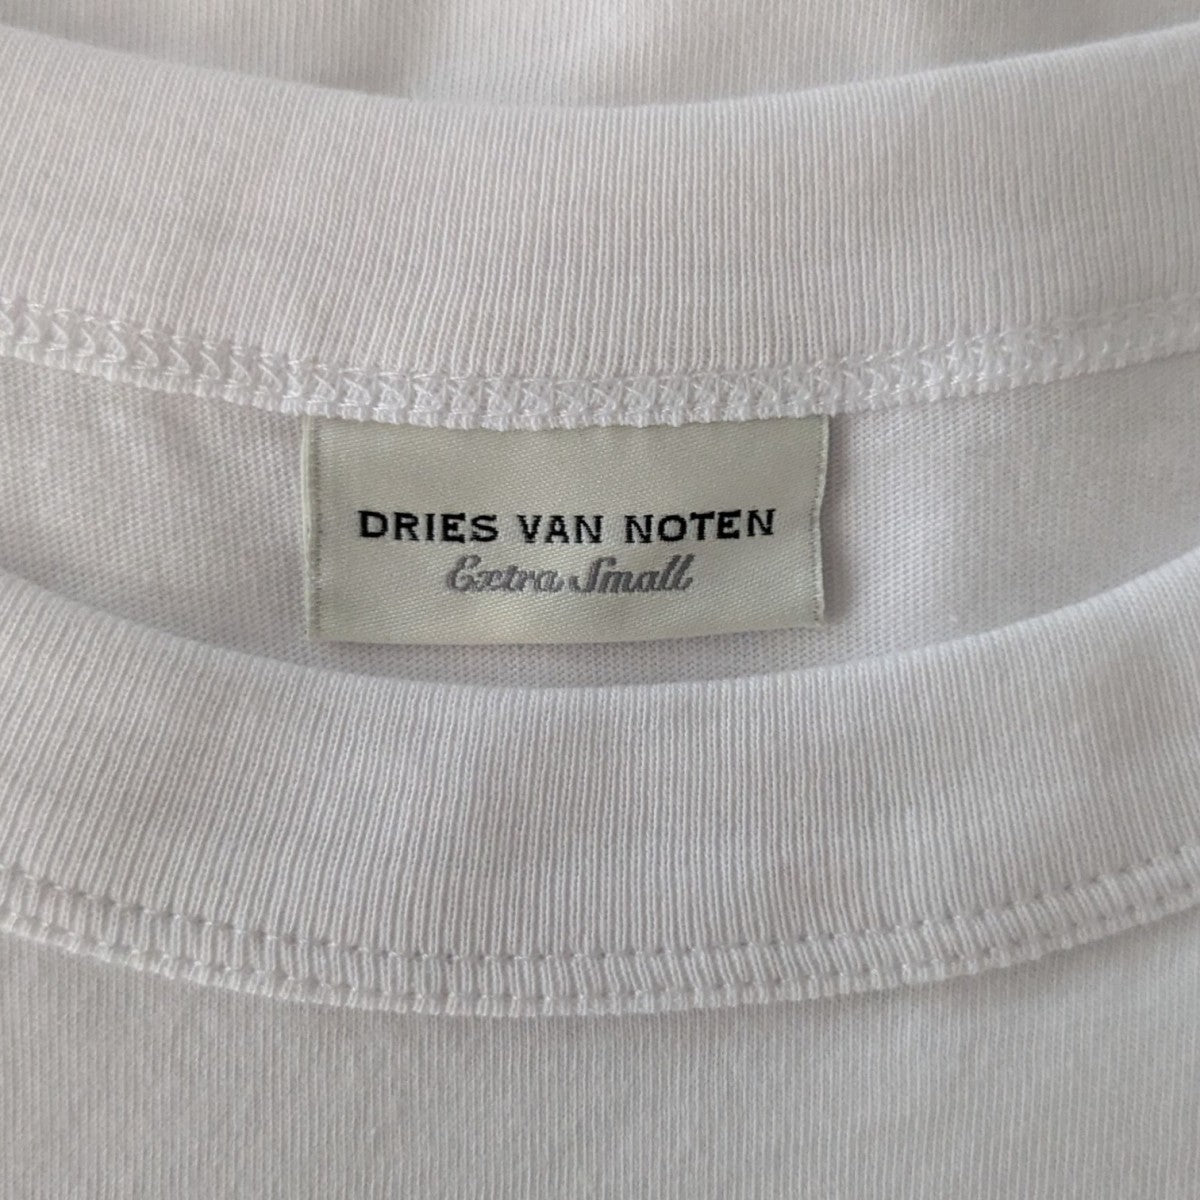 DRIES VAN NOTEN
Extra Small